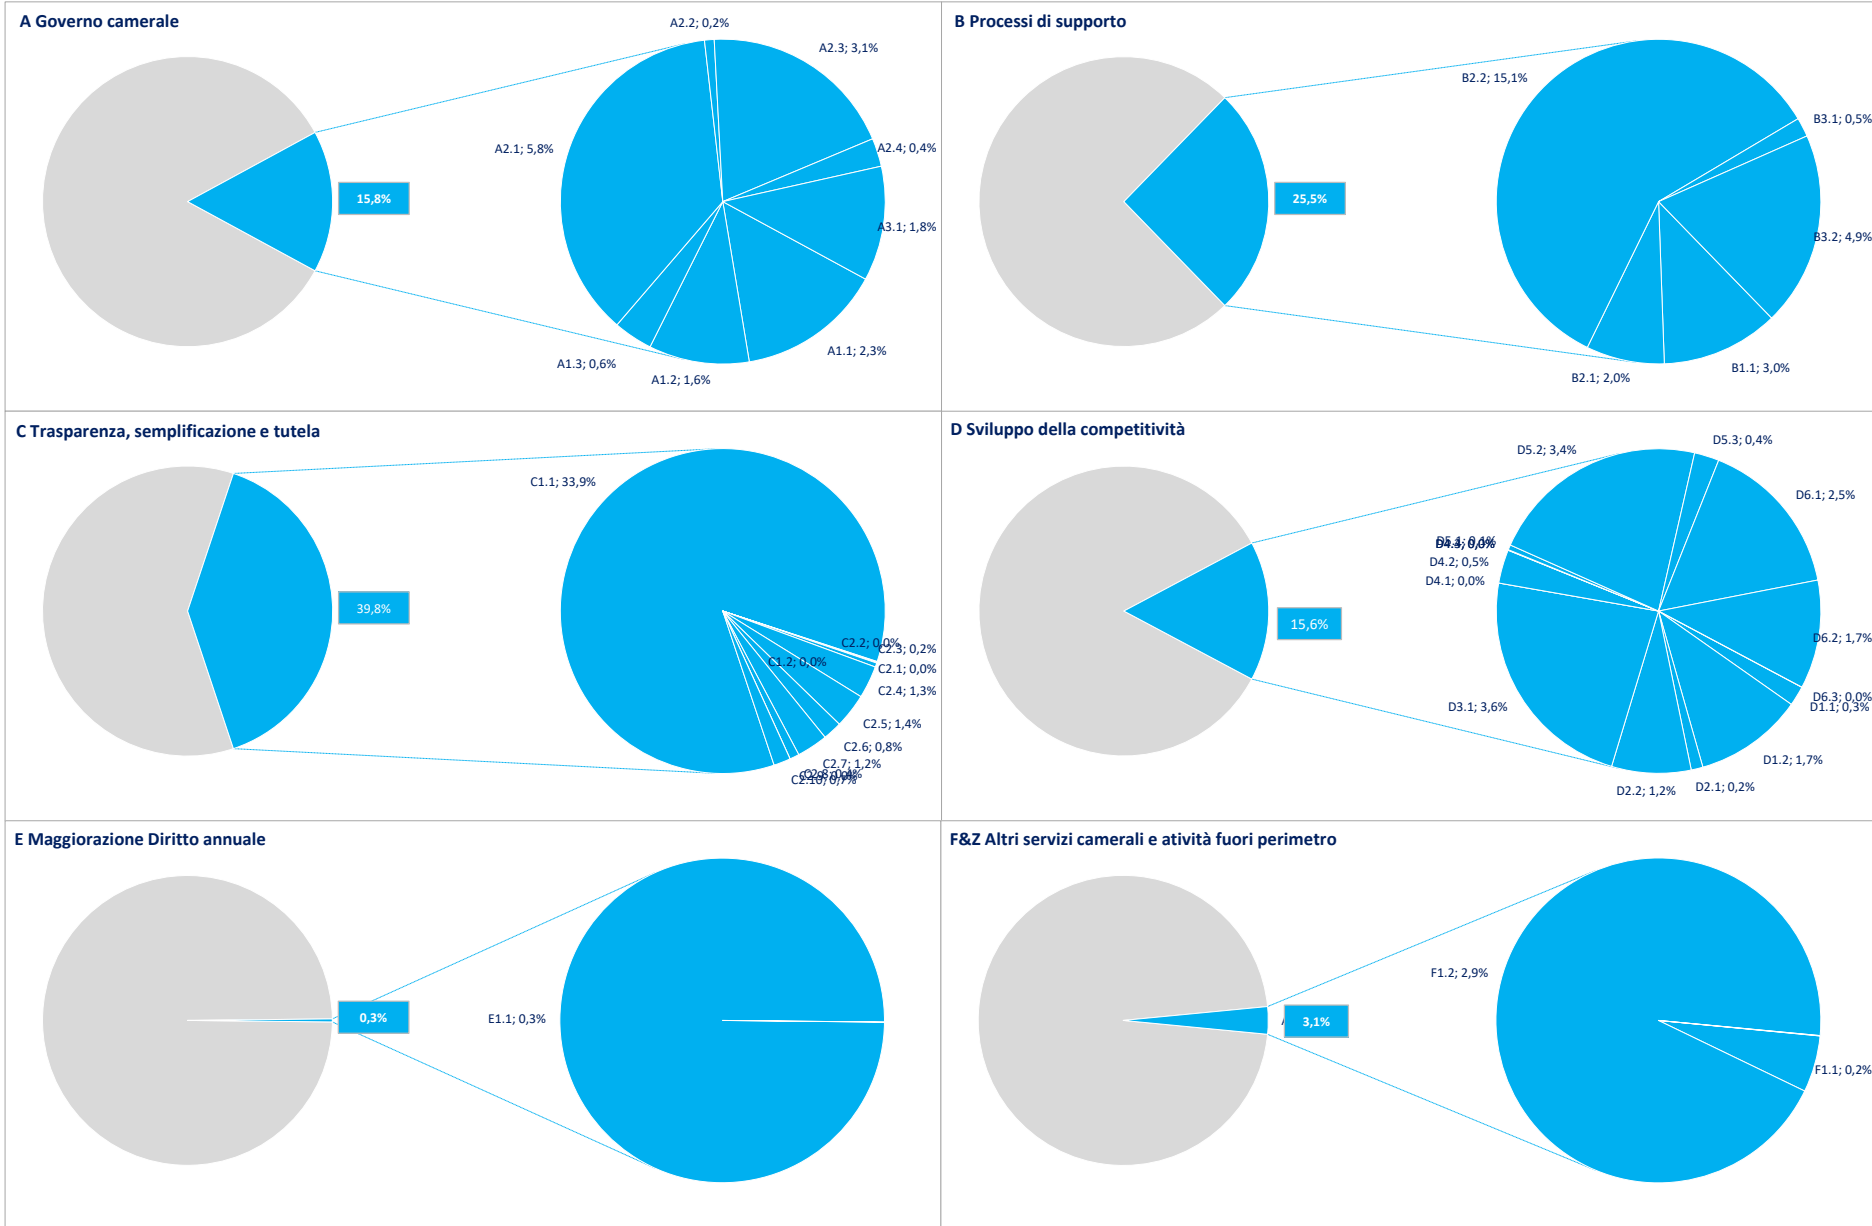 A Governo camerale
A2.2; 0,2%
A2.3; 3,1%
A2.1; 5,8%
A2.4; 0,4%
15,8%
A3.1; 1,8%
A1.1; 2,3%
A1.3; 0,6%
A1.2; 1,6%
B Processi di supporto
B2.2; 15,1%
B3.1; 0,5%
25,5%
B3.2; 4,9%
B1.1; 3,0%
B2.1; 2,0%
C Trasparenza, semplificazione e tutela
C1.1; 33,9%
39,8%
C2.2; 0,0%
C2.3; 0,2%
C1.2; 0,0%
C2.1; 0,0%
C2.4; 1,3%
C2.5; 1,4%
C2.6; 0,8%
C2.7; 1,2%
C2.10; 0,7%
D Sviluppo della competitività
D5.3; 0,4%
D5.2; 3,4%
D6.1; 2,5%
D4.2; 0,5%
D4.1; 0,0%
15,6%
D6.2; 1,7%
D6.3; 0,0%
D3.1; 3,6%
D1.1; 0,3%
D1.2; 1,7%
D2.1; 0,2%
D2.2; 1,2%
E Maggiorazione Diritto annuale
0,3%
E1.1; 0,3%
F&Z Altri servizi camerali e atività fuori perimetro
F1.2; 2,9%
3,1%
F1.1; 0,2%